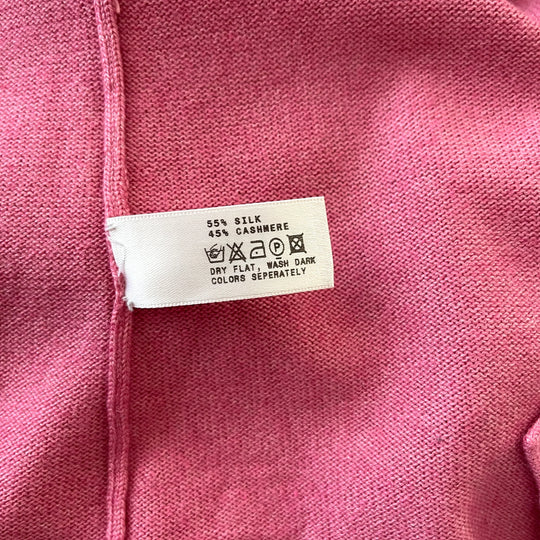 55% SILK
45% CASHMERE
P
DRY FLAT, WASH DARK
COLORS SEPERATELY